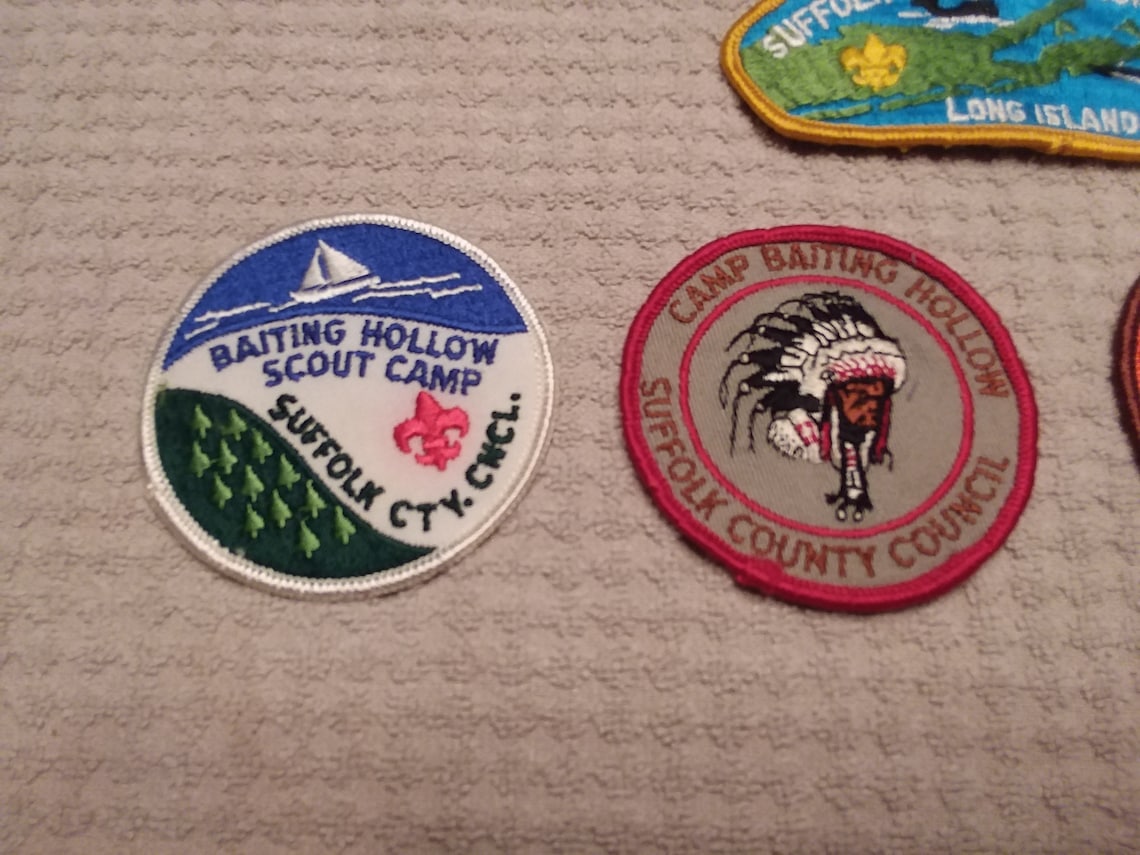 LONG ISLAND
BAITING HOLLOW
SCOUT CAMP
SUFFOLK CTY. CNCL.
CAMP BAITING HOLLOW
SUFFOLK COUNTY COUNCIL